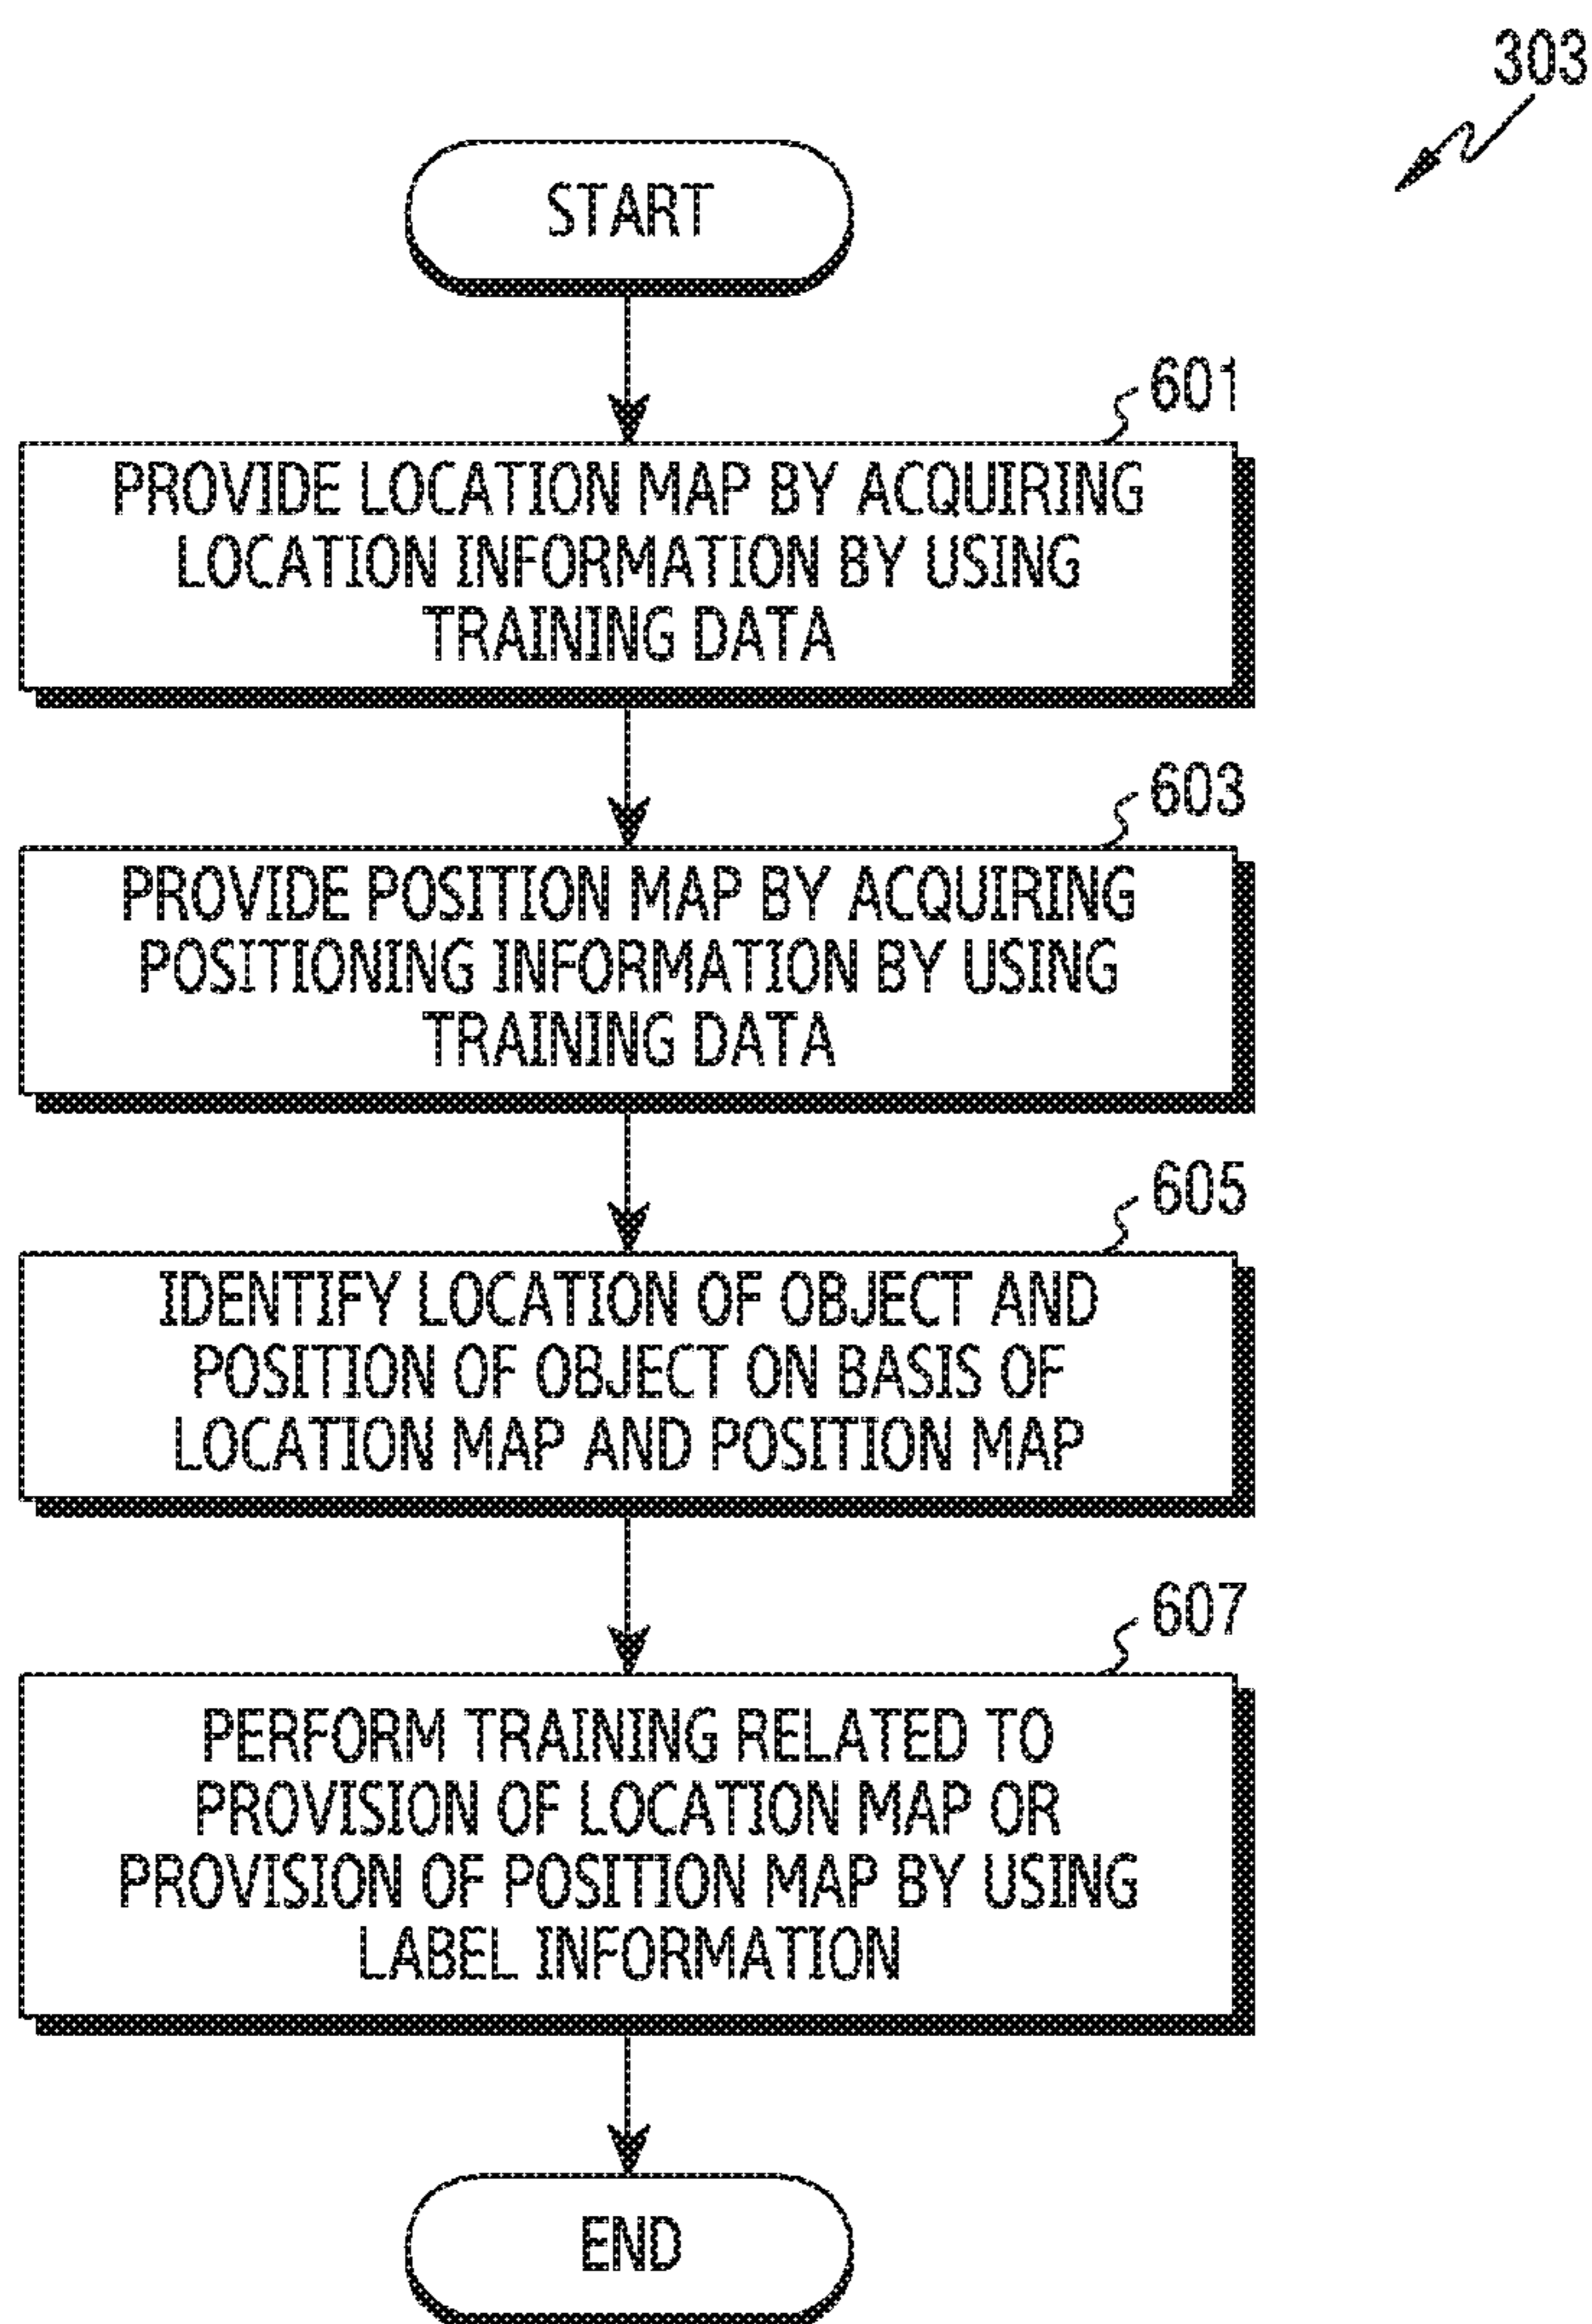 303
START
601
PROVIDE LOCATION MAP BY ACQUIRING
LOCATION INFORMATION BY USING
TRAINING DATA
603
PROVIDE POSITION MAP BY ACQUIRING
POSITIONING INFORMATION BY USING
TRAINING DATA
605
IDENTIFY LOCATION OF OBJECT AND
POSITION OF OBJECT ON BASIS OF
LOCATION MAP AND POSITION MAP
607
PERFORM TRAINING RELATED TO
PROVISION OF LOCATION MAP OR
PROVISION OF POSITION MAP BY USING
LABEL INFORMATION
END